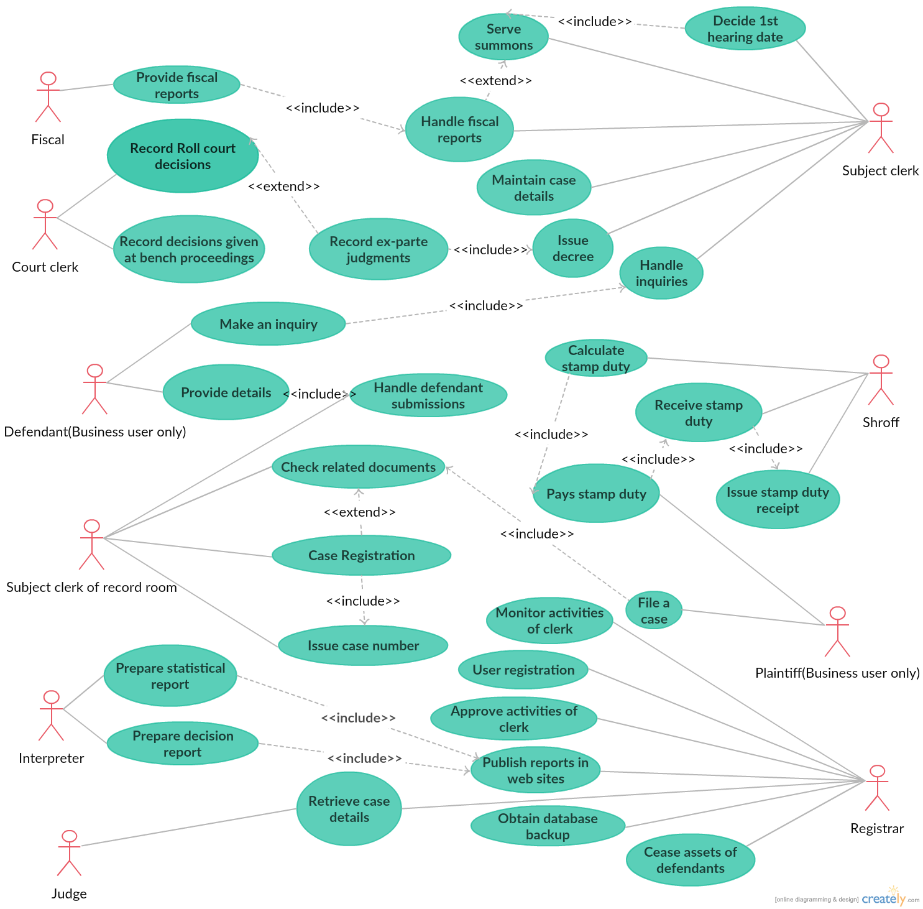 Decide 1st
hearing date
<<include>>
Serve
summons
<<extend>>
Provide fiscal
reports
<<include>>
Handle fiscal
reports
Fiscal
Record Roll court
decisions
Subject clerk
<<extend>>
Maintain case
details
Court clerk
Record decisions given
at bench proceedings
Record ex-parte
judgments
<<include>>
Issue
decree
Handle
inquiries
<<include>>
Make an inquiry
Calculate
stamp duty
Provide details
<<include>>
Handle defendant
submissions
Receive stamp
duty
Shroff
Defendant(Business user only)
<<include>>
<<include>>
<<include>>
Check related documents
Pays stamp duty
Issue stamp duty
receipt
<<extend>>
<<include>>
Case Registration
Subject clerk of record room
<<include>>
File a
case
Monitor activities
of clerk
Issue case number
Plaintiff(Business user only)
Prepare statistical
report
User registration
<<include>>
Approve activities of
clerk
Prepare decision
report
Interpreter
<<include>>
Publish reports in
web sites
Retrieve case
details
Obtain database
backup
Registrar
Cease assets of
defendants
Judge
[online diagramming & design] creately.com